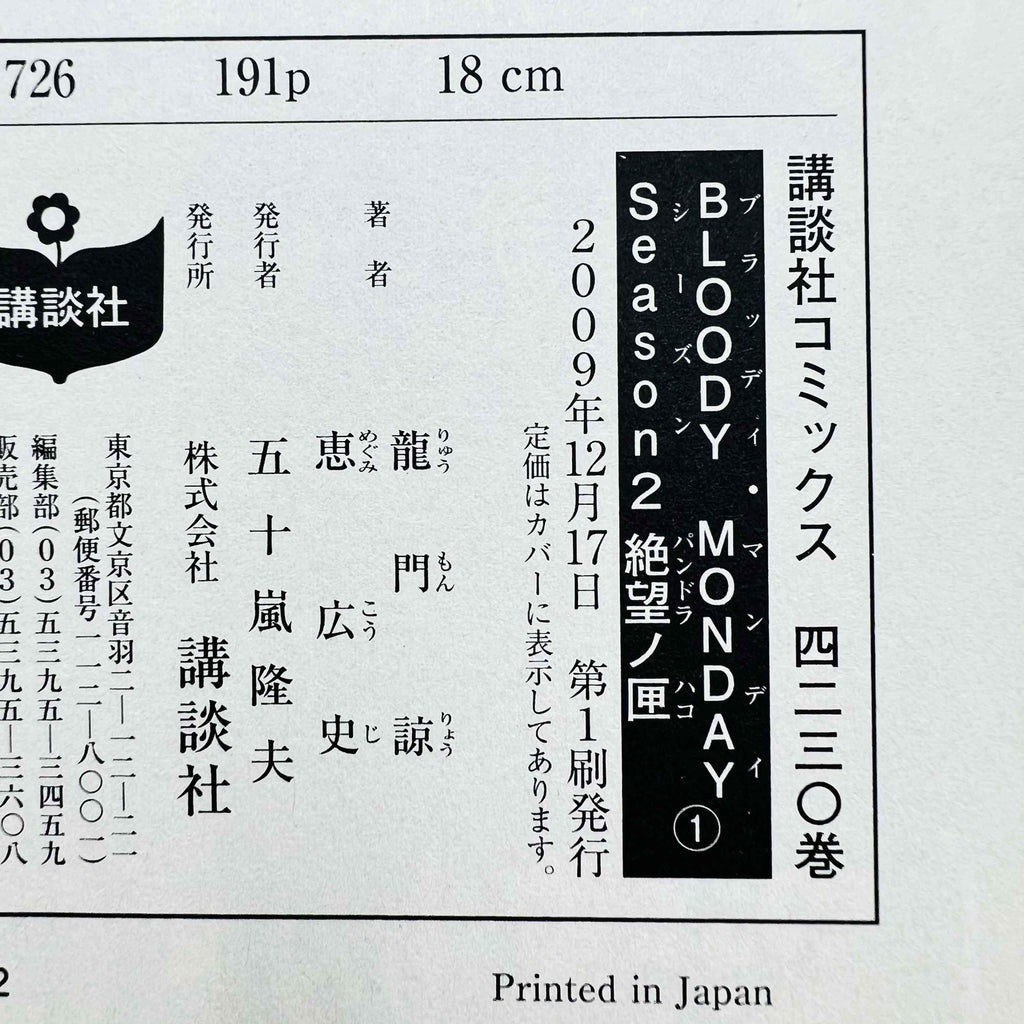 726 191p 18 cm
講談社コミックス 四二三〇巻
ブラッディ・マンデイ
BLOODY MONDAY
シーズン パンドラ ハコ
Season2 絶望ノ匣 ①
2009年12月17日 第1刷発行
定価はカバーに表示してあります。
著者 龍門諒
りゅう もん りょう
恵広史
めぐみ こう じ
発行者 五十嵐隆夫
発行所 株式会社 講談社
東京都文京区音羽二―一二―二一
(郵便番号一一二―八〇〇一)
編集部(03)五三九五―三四五九
販売部(03)五三九五―三六〇八
講談社
2
Printed in Japan